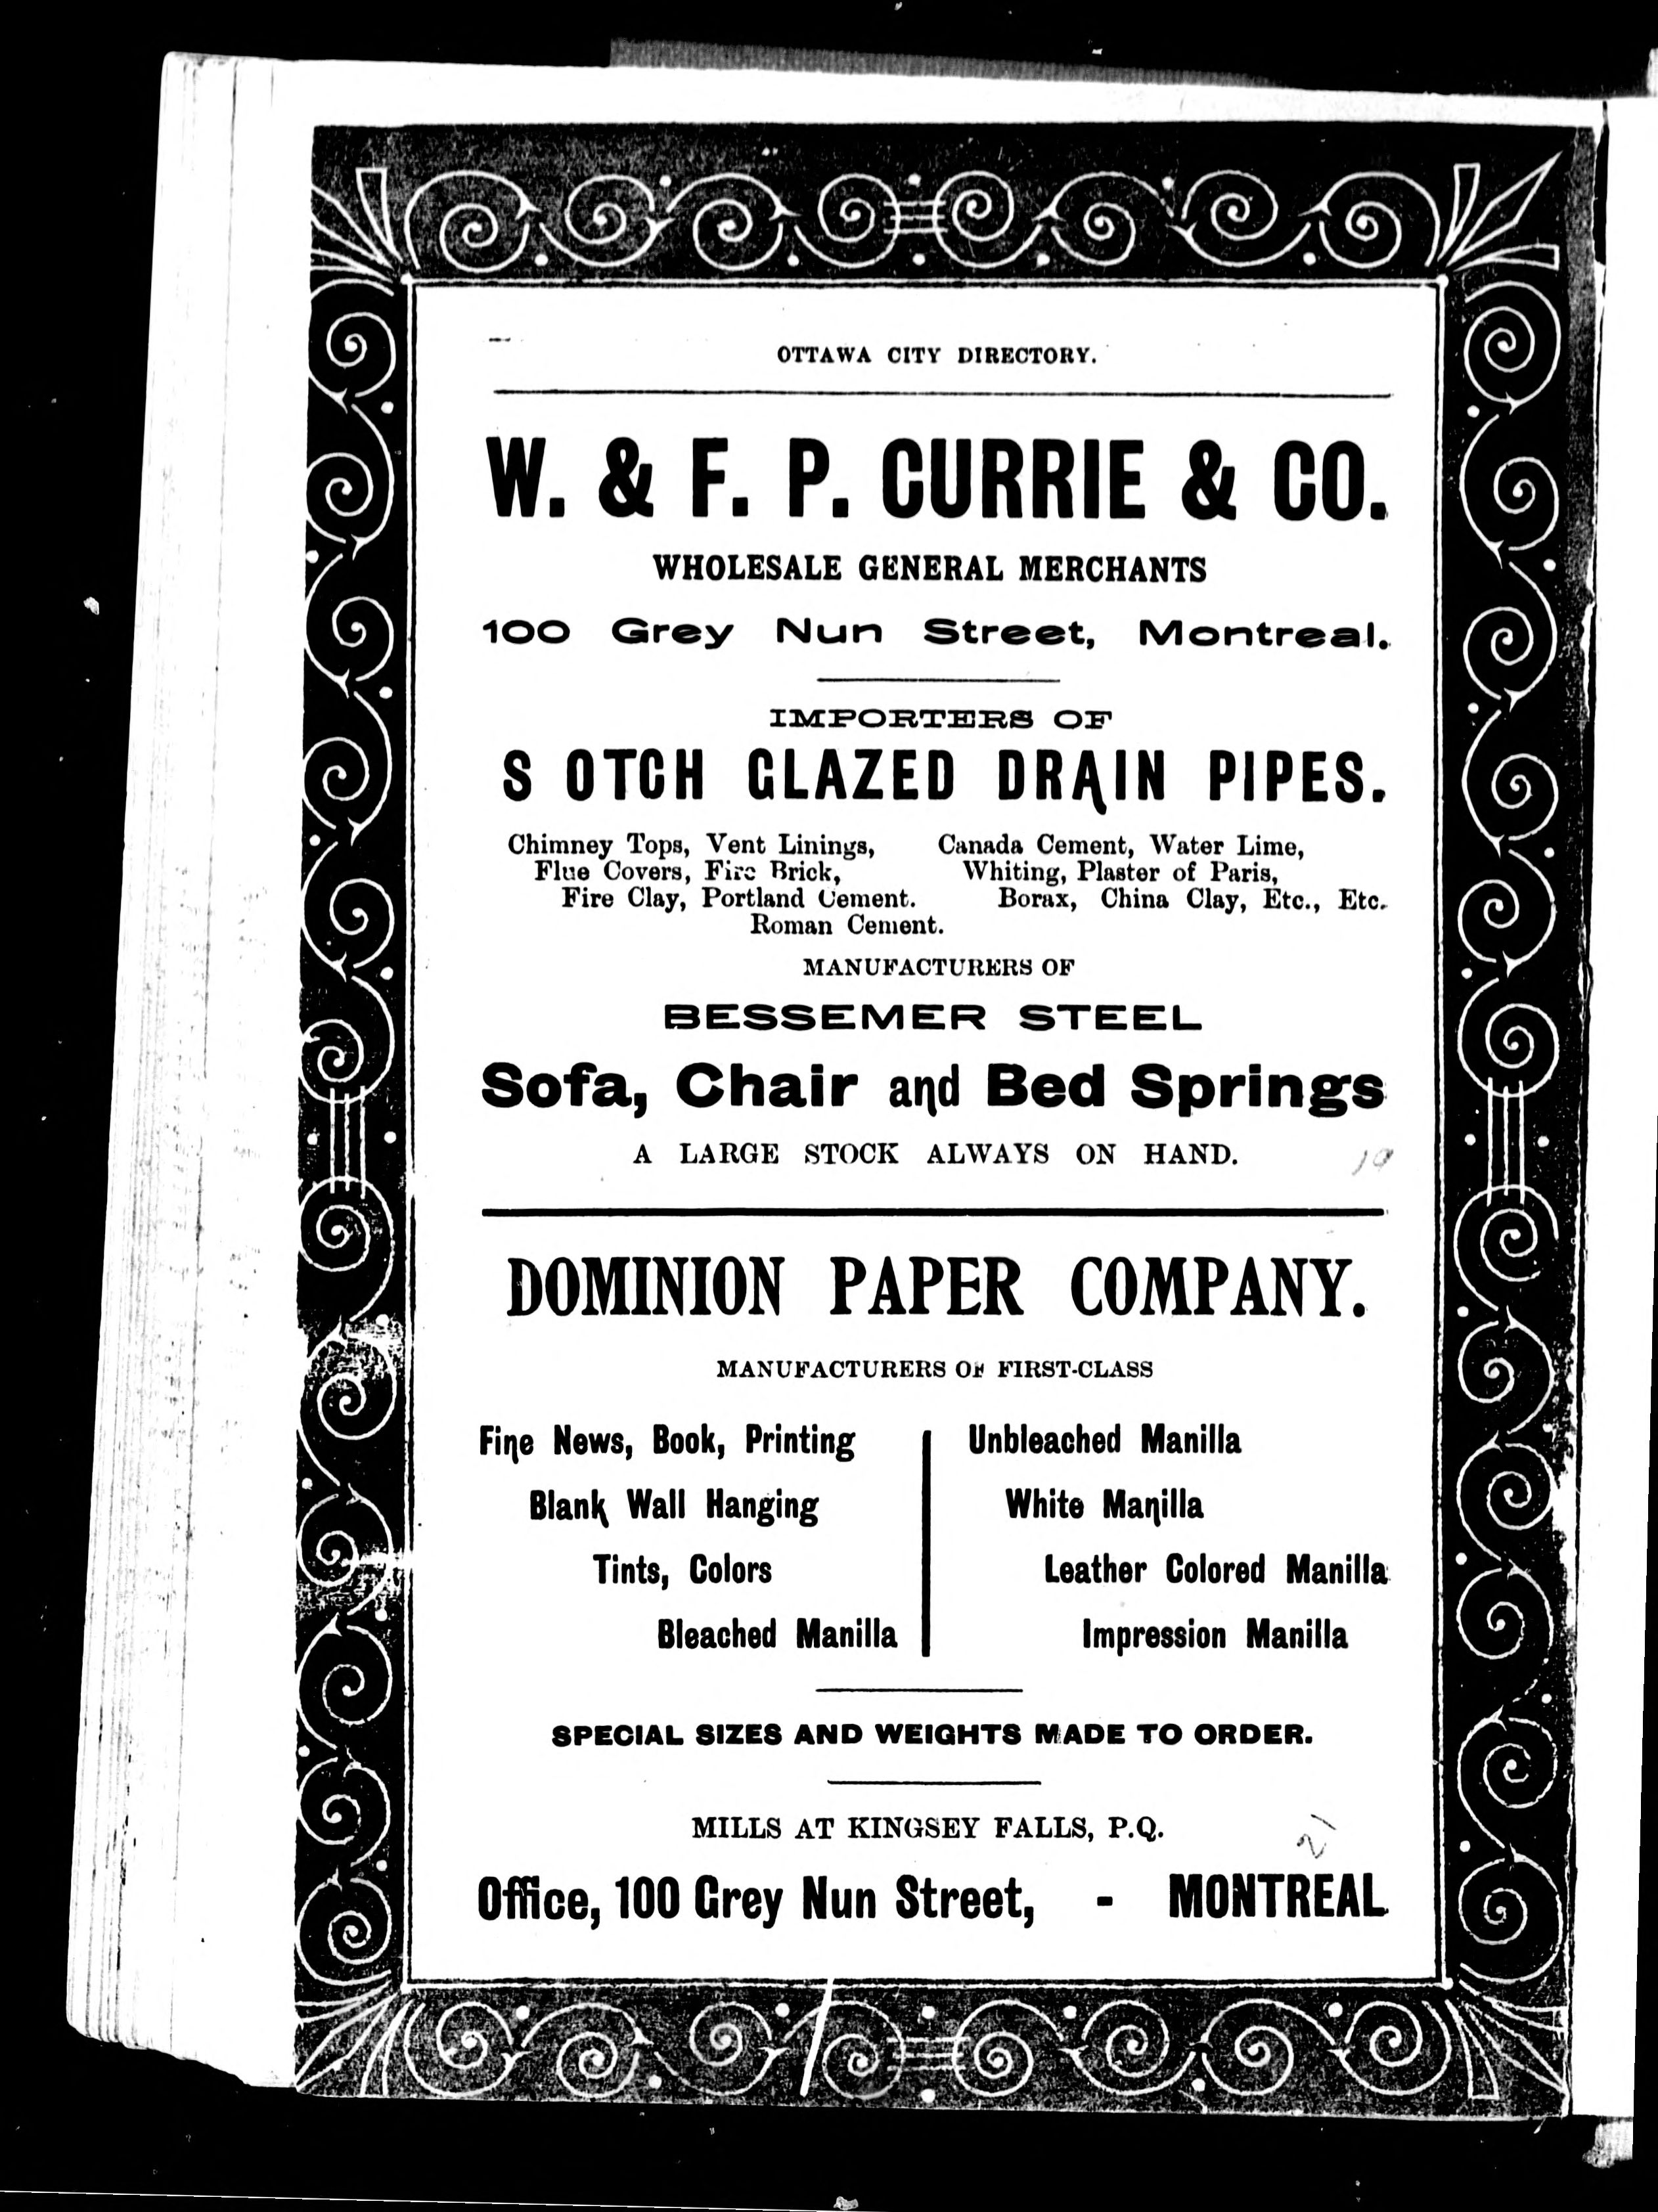 OTTAWA CITY DIRECTORY.
W. & F. P. CURRIE & CO.
WHOLESALE GENERAL MERCHANTS
100 Grey Nun Street, Montreal.
IMPORTERS OF
S OTCH GLAZED DRAIN PIPES.
Chimney Tops, Vent Linings,
Flue Covers, Fire Brick,
Fire Clay, Portland Cement.
Roman Cement.
Canada Cement, Water Lime,
Whiting, Plaster of Paris,
Borax, China Clay, Etc., Etc.
MANUFACTURERS OF
BESSEMER STEEL
Sofa, Chair and Bed Springs
A LARGE STOCK ALWAYS ON HAND.
19
DOMINION PAPER COMPANY.
MANUFACTURERS OF FIRST-CLASS
Fine News, Book, Printing
Blank Wall Hanging
Tints, Colors
Bleached Manilla
Unbleached Manilla
White Manilla
Leather Colored Manilla
Impression Manilla
SPECIAL SIZES AND WEIGHTS MADE TO ORDER.
MILLS AT KINGSEY FALLS, P.Q.
21
Office, 100 Grey Nun Street, - MONTREAL